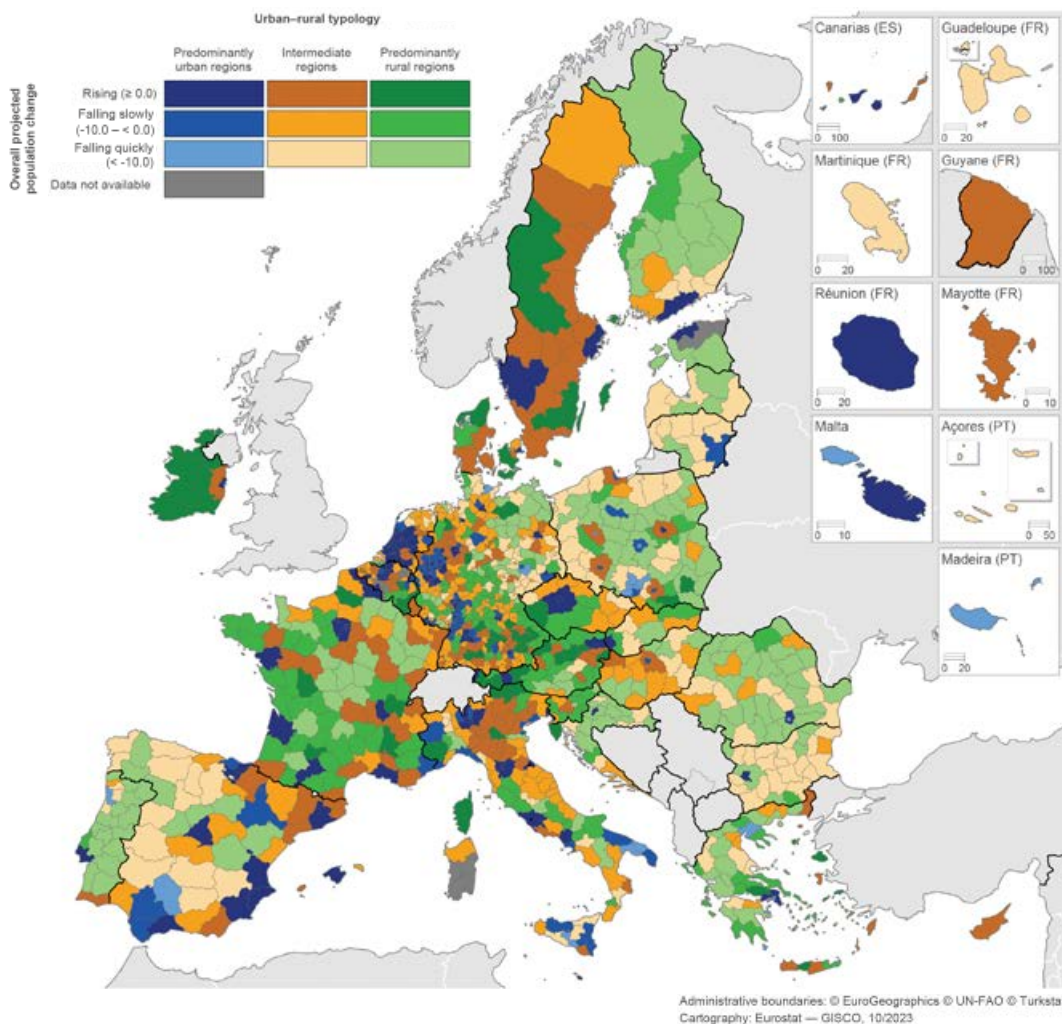 Urban–rural typology
Predominantly
urban regions
Intermediate
regions
Predominantly
rural regions
Overall projected
population change
Rising (≥ 0.0)
Falling slowly
(-10.0 – < 0.0)
Falling quickly
(< -10.0)
Data not available
Canarias (ES)
0 100
Guadeloupe (FR)
0 20
Martinique (FR)
0 20
Guyane (FR)
0 100
Réunion (FR)
0 20
Mayotte (FR)
0 10
Malta
0 10
Açores (PT)
0 50
Madeira (PT)
0 20
Administrative boundaries: © EuroGeographics © UN-FAO © Turksta
Cartography: Eurostat — GISCO, 10/2023